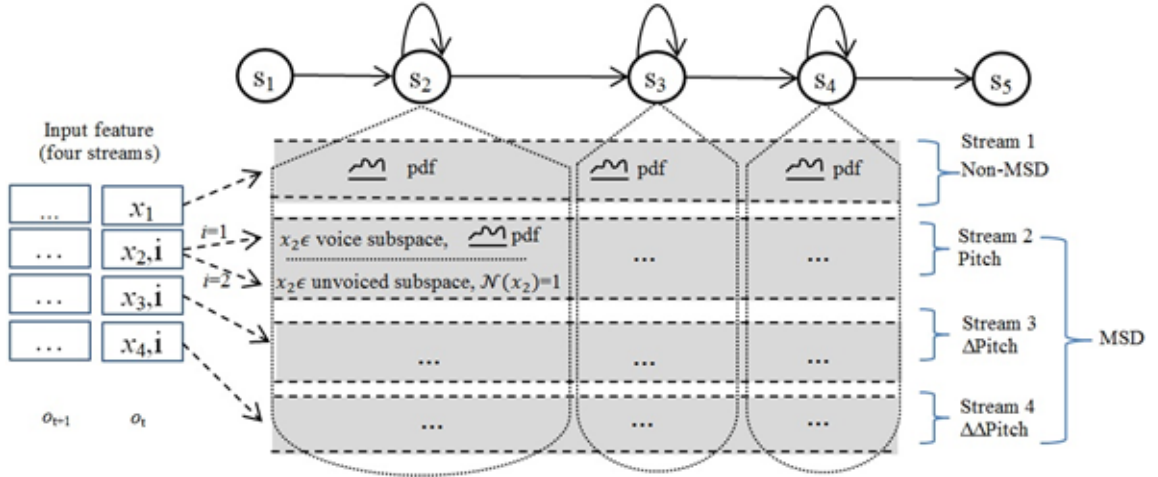 s1 s2 s3 s4 s5
Input feature
(four streams)
... x1
... x2,i
... x3,i
... x4,i
ot+1 ot
i=1
i=2
pdf pdf pdf
x2ϵ voice subspace, pdf
x2ϵ unvoiced subspace, 𝒩(x2)=1
... ...
... ... ...
... ... ...
Stream 1
Non-MSD
Stream 2
Pitch
Stream 3
ΔPitch
Stream 4
ΔΔPitch
MSD